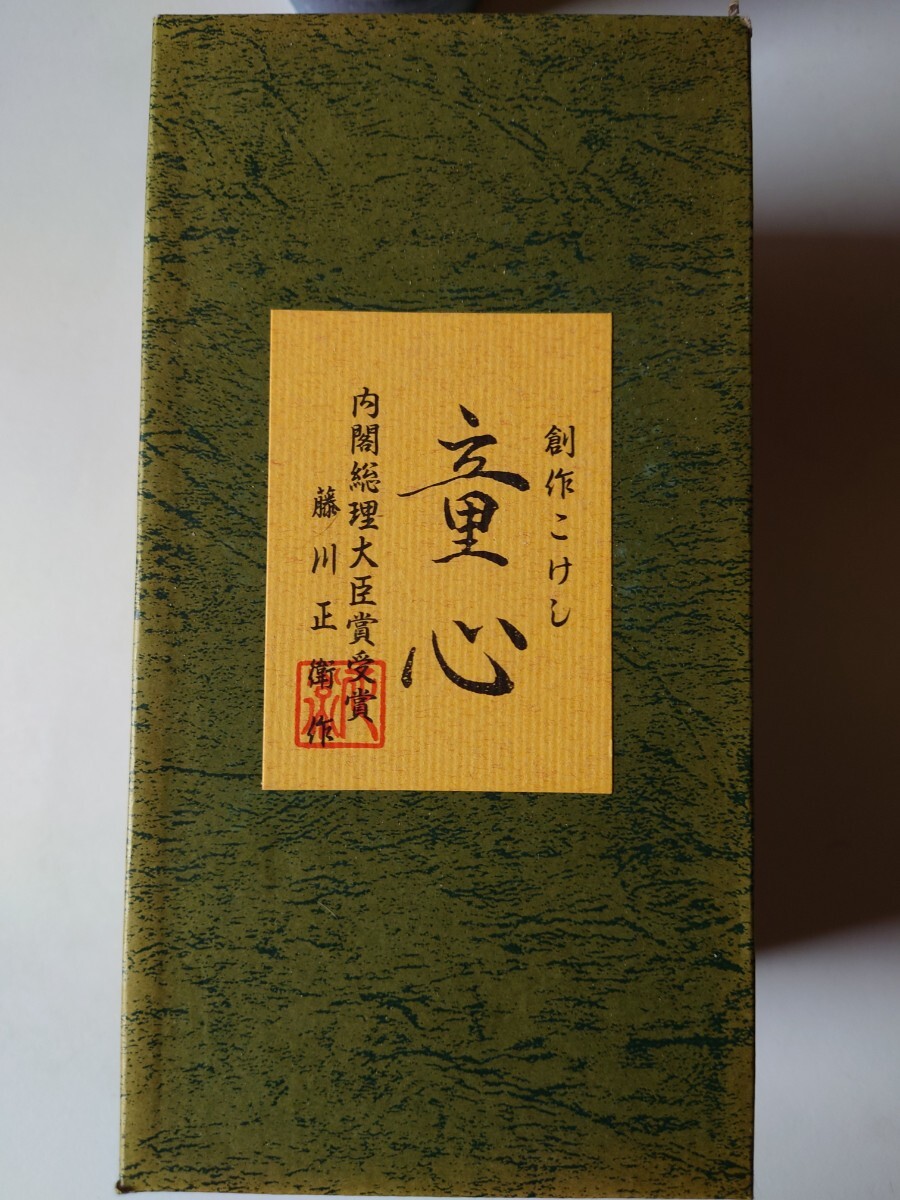 創作こけし
童心
内閣総理大臣賞受賞
藤川正衛作